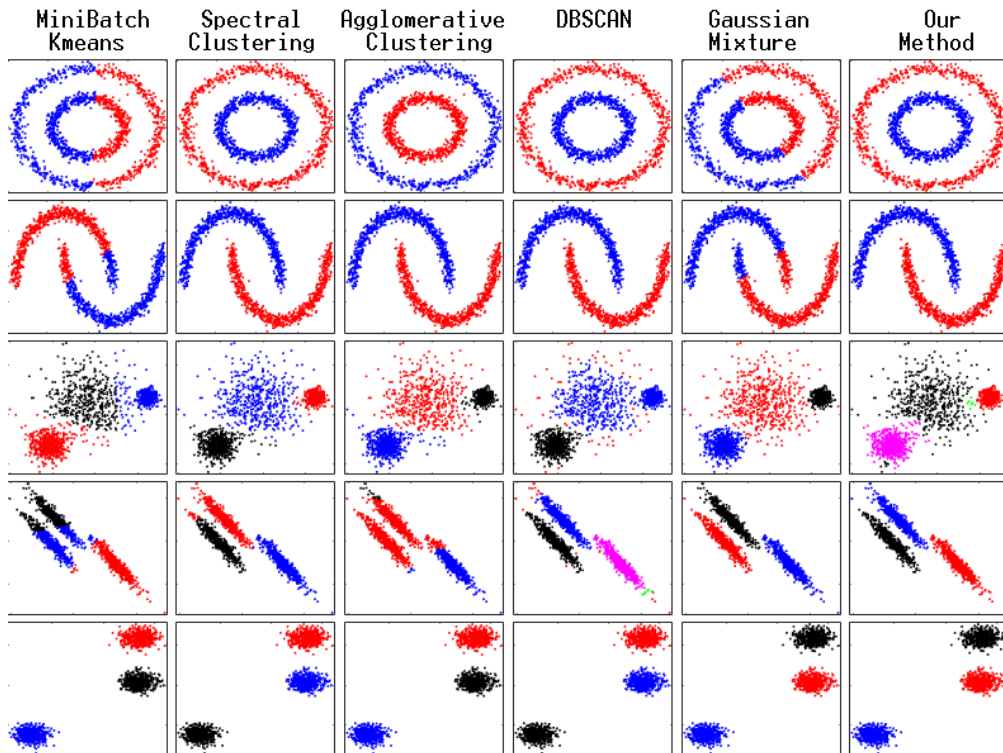 MiniBatch
Kmeans
Spectral
Clustering
Agglomerative
Clustering
DBSCAN
Gaussian
Mixture
Our
Method